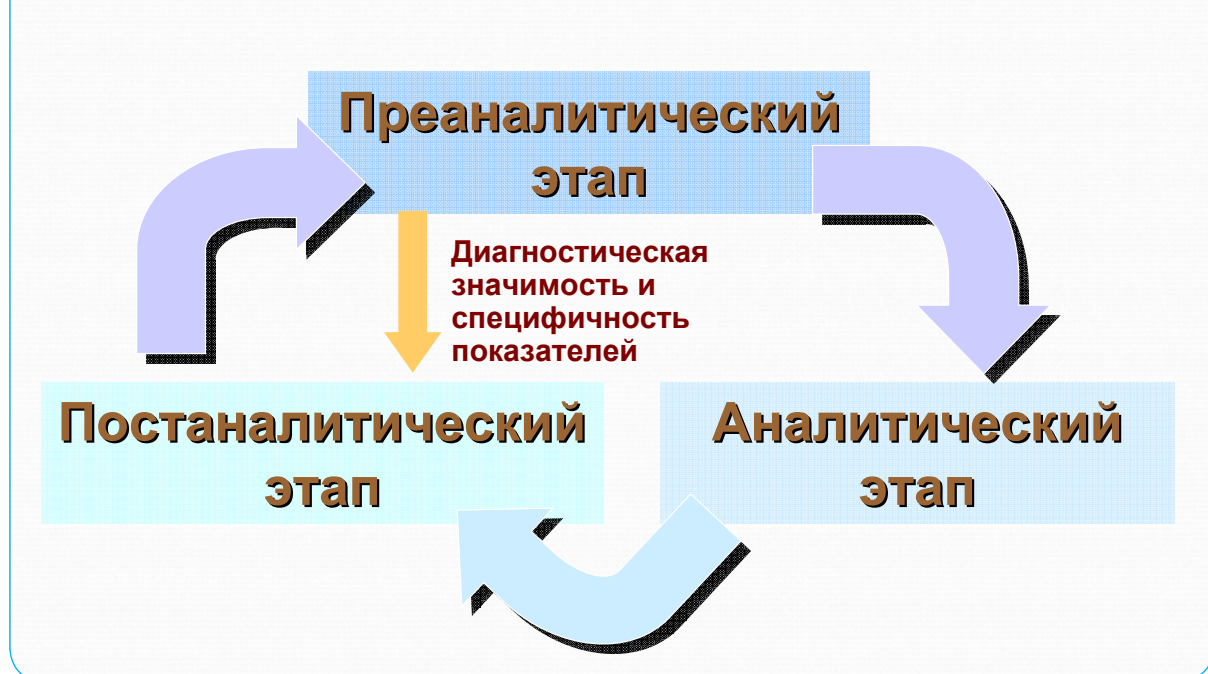 Преаналитический
этап
Диагностическая
значимость и
специфичность
показателей
Постаналитический
этап
Аналитический
этап